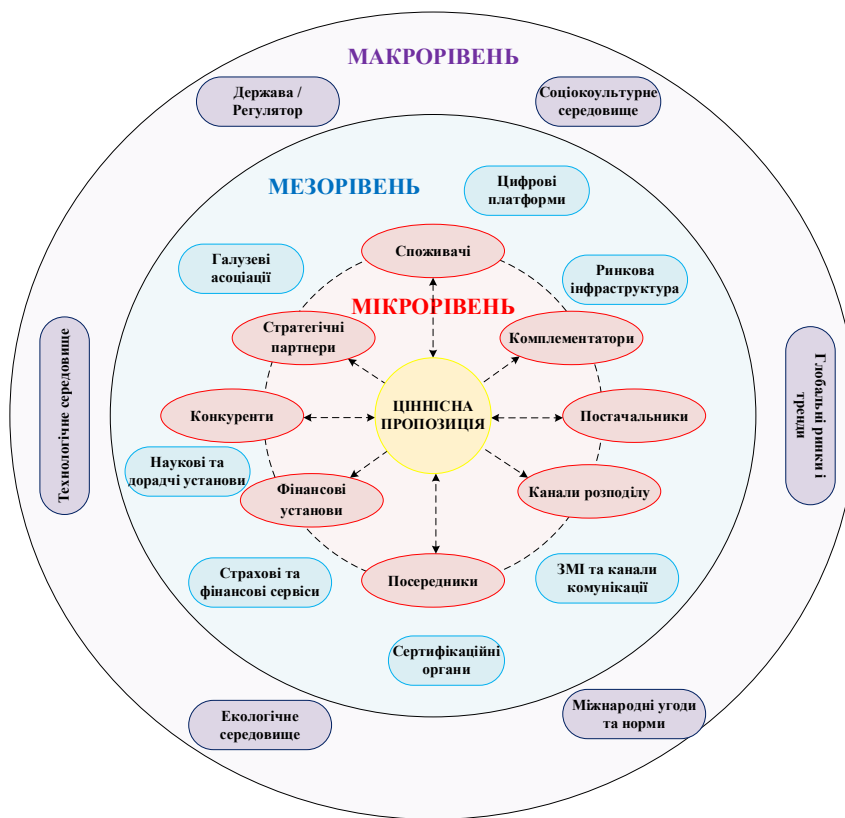 МАКРОРІВЕНЬ
Держава /
Регулятор
Соціокоультурне
середовище
МЕЗОРІВЕНЬ
Цифрові
платформи
Галузеві
асоціації
Споживачі
Ринкова
інфраструктура
МІКРОРІВЕНЬ
Стратегічні
партнери
Комплементатори
Технологічне середовище
Глобальні ринки і
тренди
Конкуренти
ЦІННІСНА
ПРОПОЗИЦІЯ
Постачальники
Наукові та
дорадчі установи
Фінансові
установи
Канали розподілу
Страхові та
фінансові сервіси
Посередники
ЗМІ та канали
комунікації
Сертифікаційні
органи
Екологічне
середовище
Міжнародні угоди
та норми